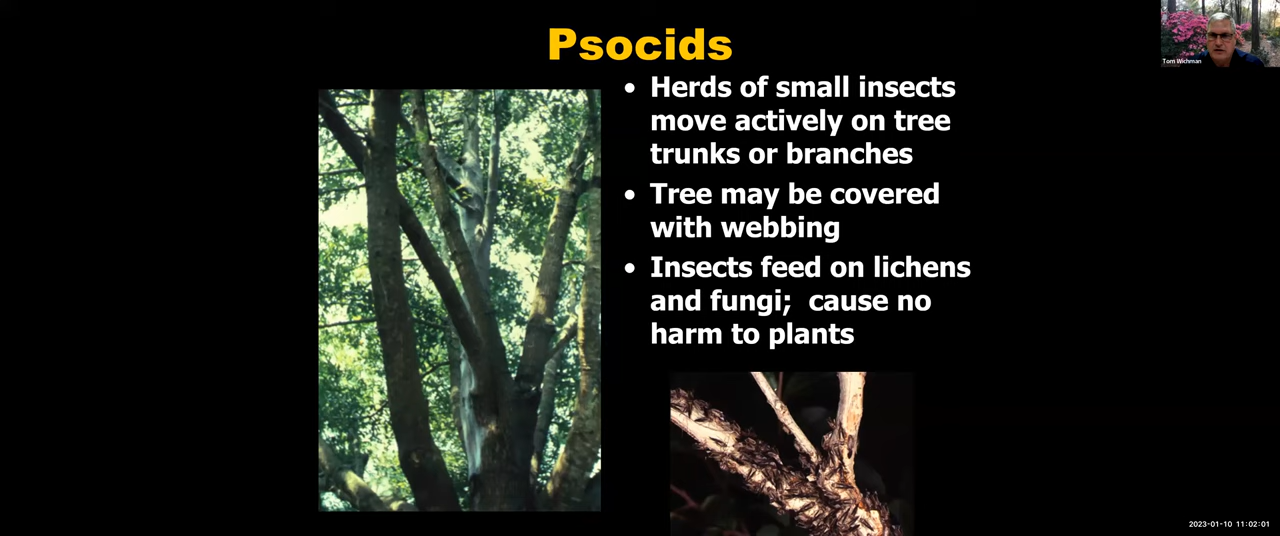 Psocids
Tom Wichman
• Herds of small insects
move actively on tree
trunks or branches
• Tree may be covered
with webbing
• Insects feed on lichens
and fungi;  cause no
harm to plants
2023-01-10 11:02:01